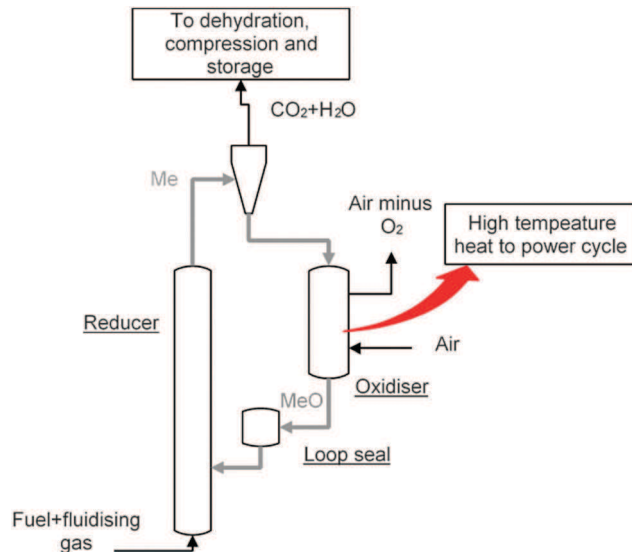 To dehydration,
compression and
storage
CO₂+H₂O
Me
Air minus
O₂
High tempeature
heat to power cycle
Reducer
Air
Oxidiser
MeO
Loop seal
Fuel+fluidising
gas